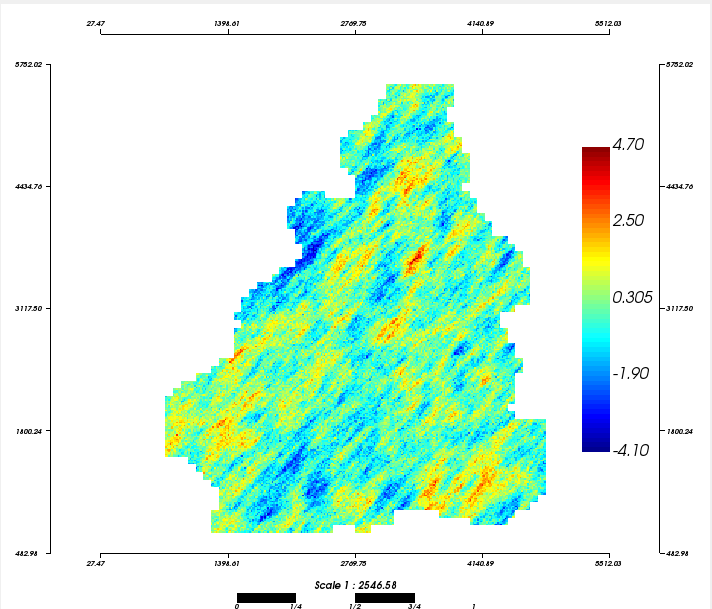 27.47 1398.61 2769.75 4140.89 5512.03
5752.02 5752.02
4.70
4434.76 4434.76
2.50
0.305
3117.50 3117.50
-1.90
1800.24 1800.24
-4.10
482.98 482.98
27.47 1398.61 2769.75 4140.89 5512.03
Scale 1 : 2546.58
0 1/4 1/2 3/4 1